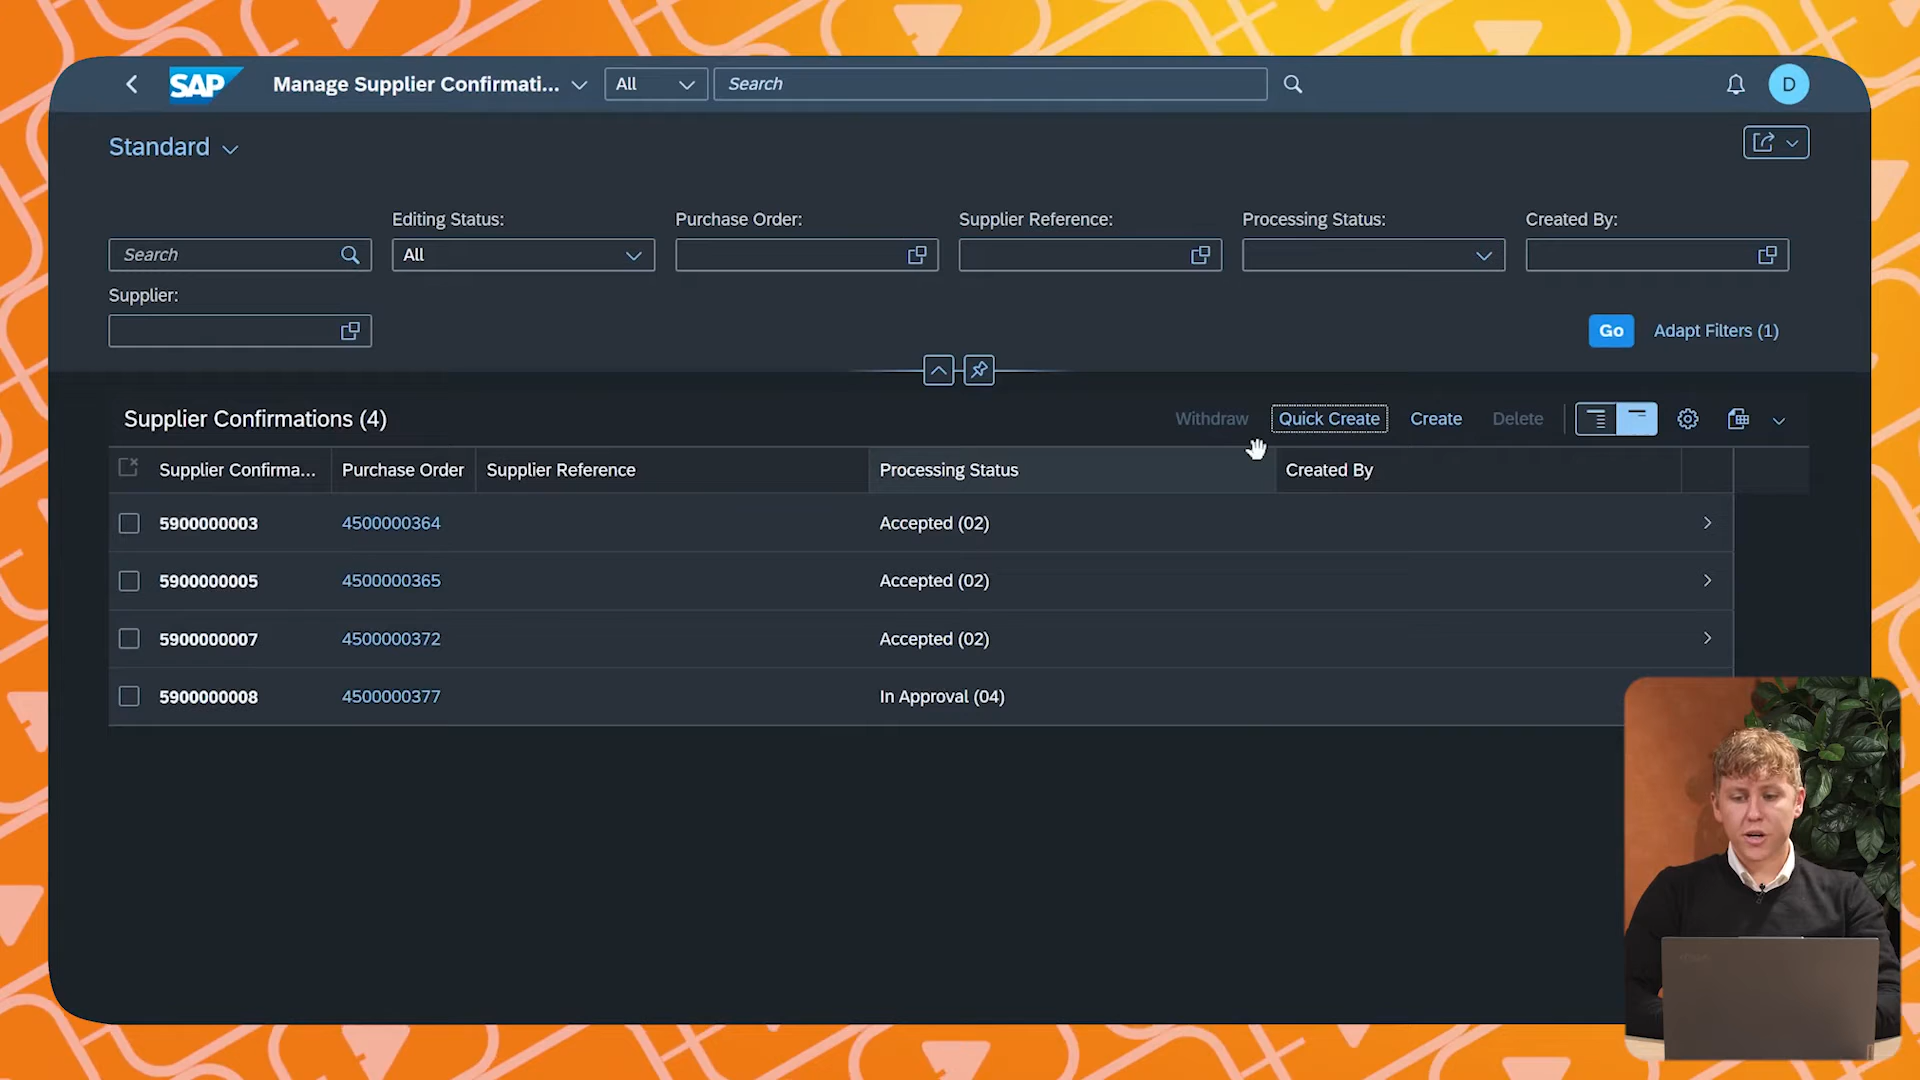 SAP Manage Supplier Confirmati... All Search D
Standard
Editing Status: Purchase Order: Supplier Reference: Processing Status: Created By:
Search All
Supplier:
Go Adapt Filters (1)
Supplier Confirmations (4) Withdraw Quick Create Create Delete
Supplier Confirma... Purchase Order Supplier Reference Processing Status Created By
5900000003 4500000364 Accepted (02)
5900000005 4500000365 Accepted (02)
5900000007 4500000372 Accepted (02)
5900000008 4500000377 In Approval (04)